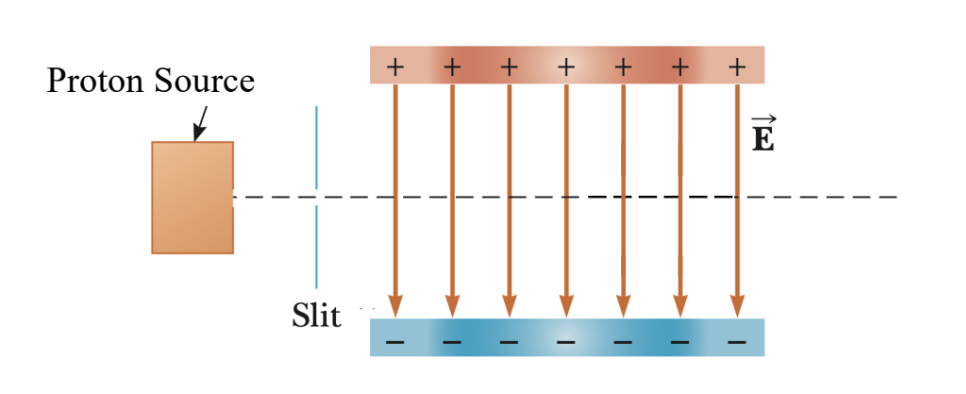 Proton Source
+ + + + + + +
E
Slit
− − − − − − −